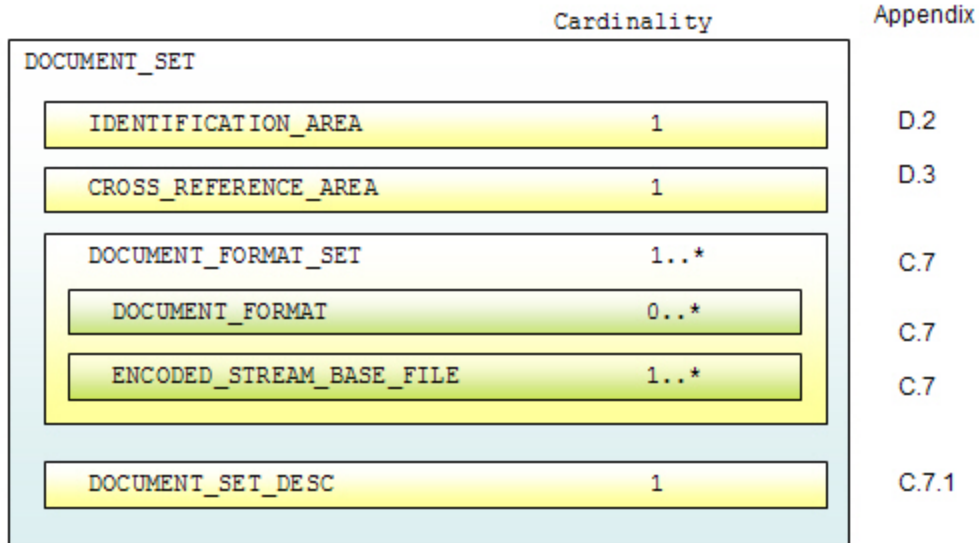 Cardinality Appendix
DOCUMENT_SET
IDENTIFICATION_AREA 1 D.2
CROSS_REFERENCE_AREA 1 D.3
DOCUMENT_FORMAT_SET 1..* C.7
DOCUMENT_FORMAT 0..* C.7
ENCODED_STREAM_BASE_FILE 1..* C.7
DOCUMENT_SET_DESC 1 C.7.1